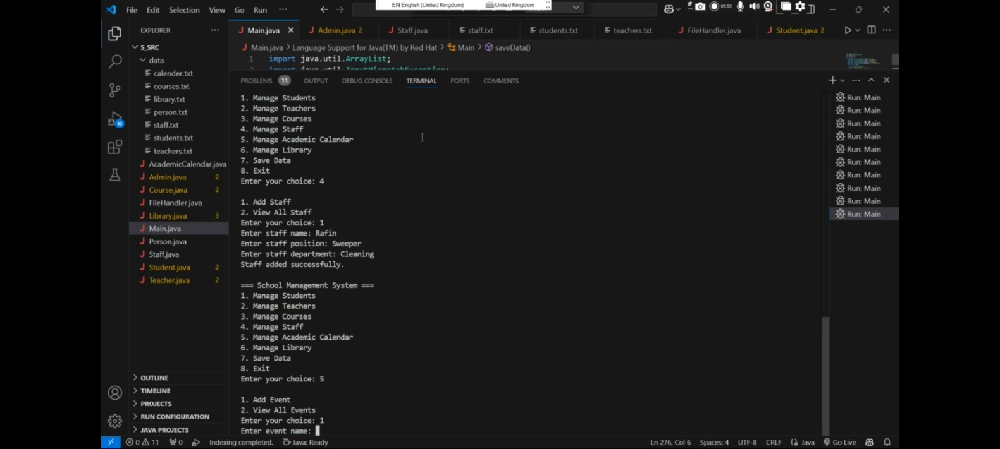 EN English (United Kingdom) United Kingdom
File Edit Selection View Go Run ··· 01:55
EXPLORER ···
Main.java Admin.java 2 Staff.java staff.txt students.txt teachers.txt FileHandler.java Student.java 2
S_SRC
data
calender.txt
courses.txt
library.txt
person.txt
staff.txt
students.txt
teachers.txt
AcademicCalendar.java
Admin.java 2
Course.java 2
FileHandler.java
Library.java 3
Main.java
Person.java
Staff.java
Student.java 2
Teacher.java 2
OUTLINE
TIMELINE
PROJECTS
RUN CONFIGURATION
JAVA PROJECTS
10
Main.java > Language Support for Java(TM) by Red Hat > Main > saveData()
1 import java.util.ArrayList;
2 import java.util.InputMismatchException;
PROBLEMS 11 OUTPUT DEBUG CONSOLE TERMINAL PORTS COMMENTS
1. Manage Students
2. Manage Teachers
3. Manage Courses
4. Manage Staff
5. Manage Academic Calendar
6. Manage Library
7. Save Data
8. Exit
Enter your choice: 4
1. Add Staff
2. View All Staff
Enter your choice: 1
Enter staff name: Rafin
Enter staff position: Sweeper
Enter staff department: Cleaning
Staff added successfully.
=== School Management System ===
1. Manage Students
2. Manage Teachers
3. Manage Courses
4. Manage Staff
5. Manage Academic Calendar
6. Manage Library
7. Save Data
8. Exit
Enter your choice: 5
1. Add Event
2. View All Events
Enter your choice: 1
Enter event name:
Run: Main
Run: Main
Run: Main
Run: Main
Run: Main
Run: Main
Run: Main
Run: Main
Run: Main
Run: Main
0 11 0 Indexing completed. Java: Ready Ln 276, Col 6 Spaces: 4 UTF-8 CRLF {} Java Go Live